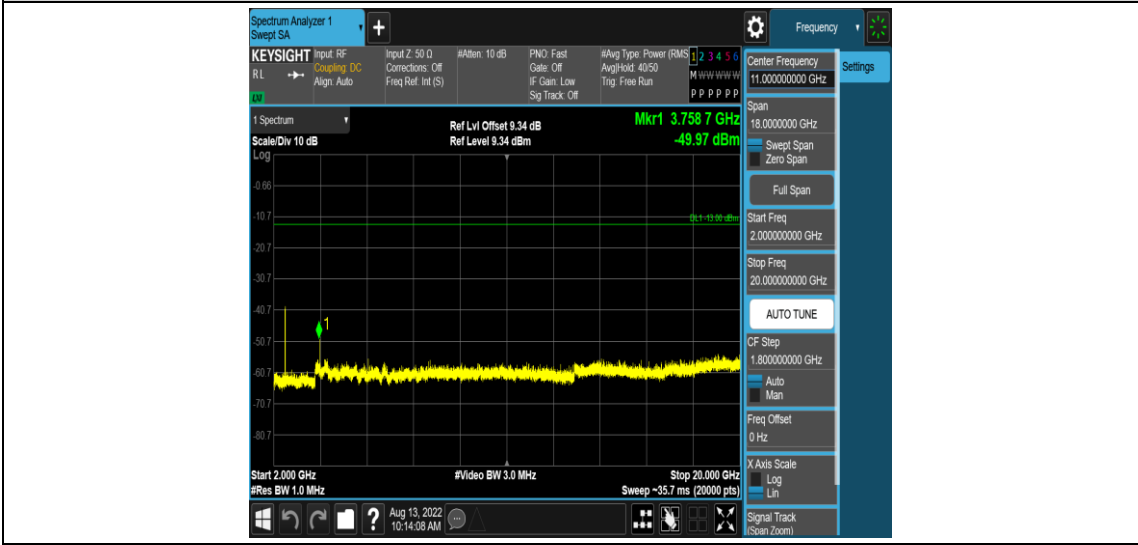 Spectrum Analyzer 1
Swept SA
+
Frequency
KEYSIGHT
RL
LXI
Input: RF
Coupling: DC
Align: Auto
Input Z: 50 Ω
Corrections: Off
Freq Ref: Int (S)
#Atten: 10 dB
PNO: Fast
Gate: Off
IF Gain: Low
Sig Track: Off
#Avg Type: Power (RMS
Avg|Hold: 40/50
Trig: Free Run
1 2 3 4 5 6
M W W W W W
P P P P P P
1 Spectrum
Scale/Div 10 dB
Log
Ref Lvl Offset 9.34 dB
Ref Level 9.34 dBm
Mkr1 3.758 7 GHz
-49.97 dBm
-0.66
-10.7
DL1 -13.00 dBm
-20.7
-30.7
-40.7
1
-50.7
-60.7
-70.7
-80.7
Start 2.000 GHz
#Res BW 1.0 MHz
#Video BW 3.0 MHz
Stop 20.000 GHz
Sweep ~35.7 ms (20000 pts)
?
Aug 13, 2022
10:14:08 AM
Center Frequency
11.000000000 GHz
Settings
Span
18.0000000 GHz
Swept Span
Zero Span
Full Span
Start Freq
2.000000000 GHz
Stop Freq
20.000000000 GHz
AUTO TUNE
CF Step
1.800000000 GHz
Auto
Man
Freq Offset
0 Hz
X Axis Scale
Log
Lin
Signal Track
(Span Zoom)